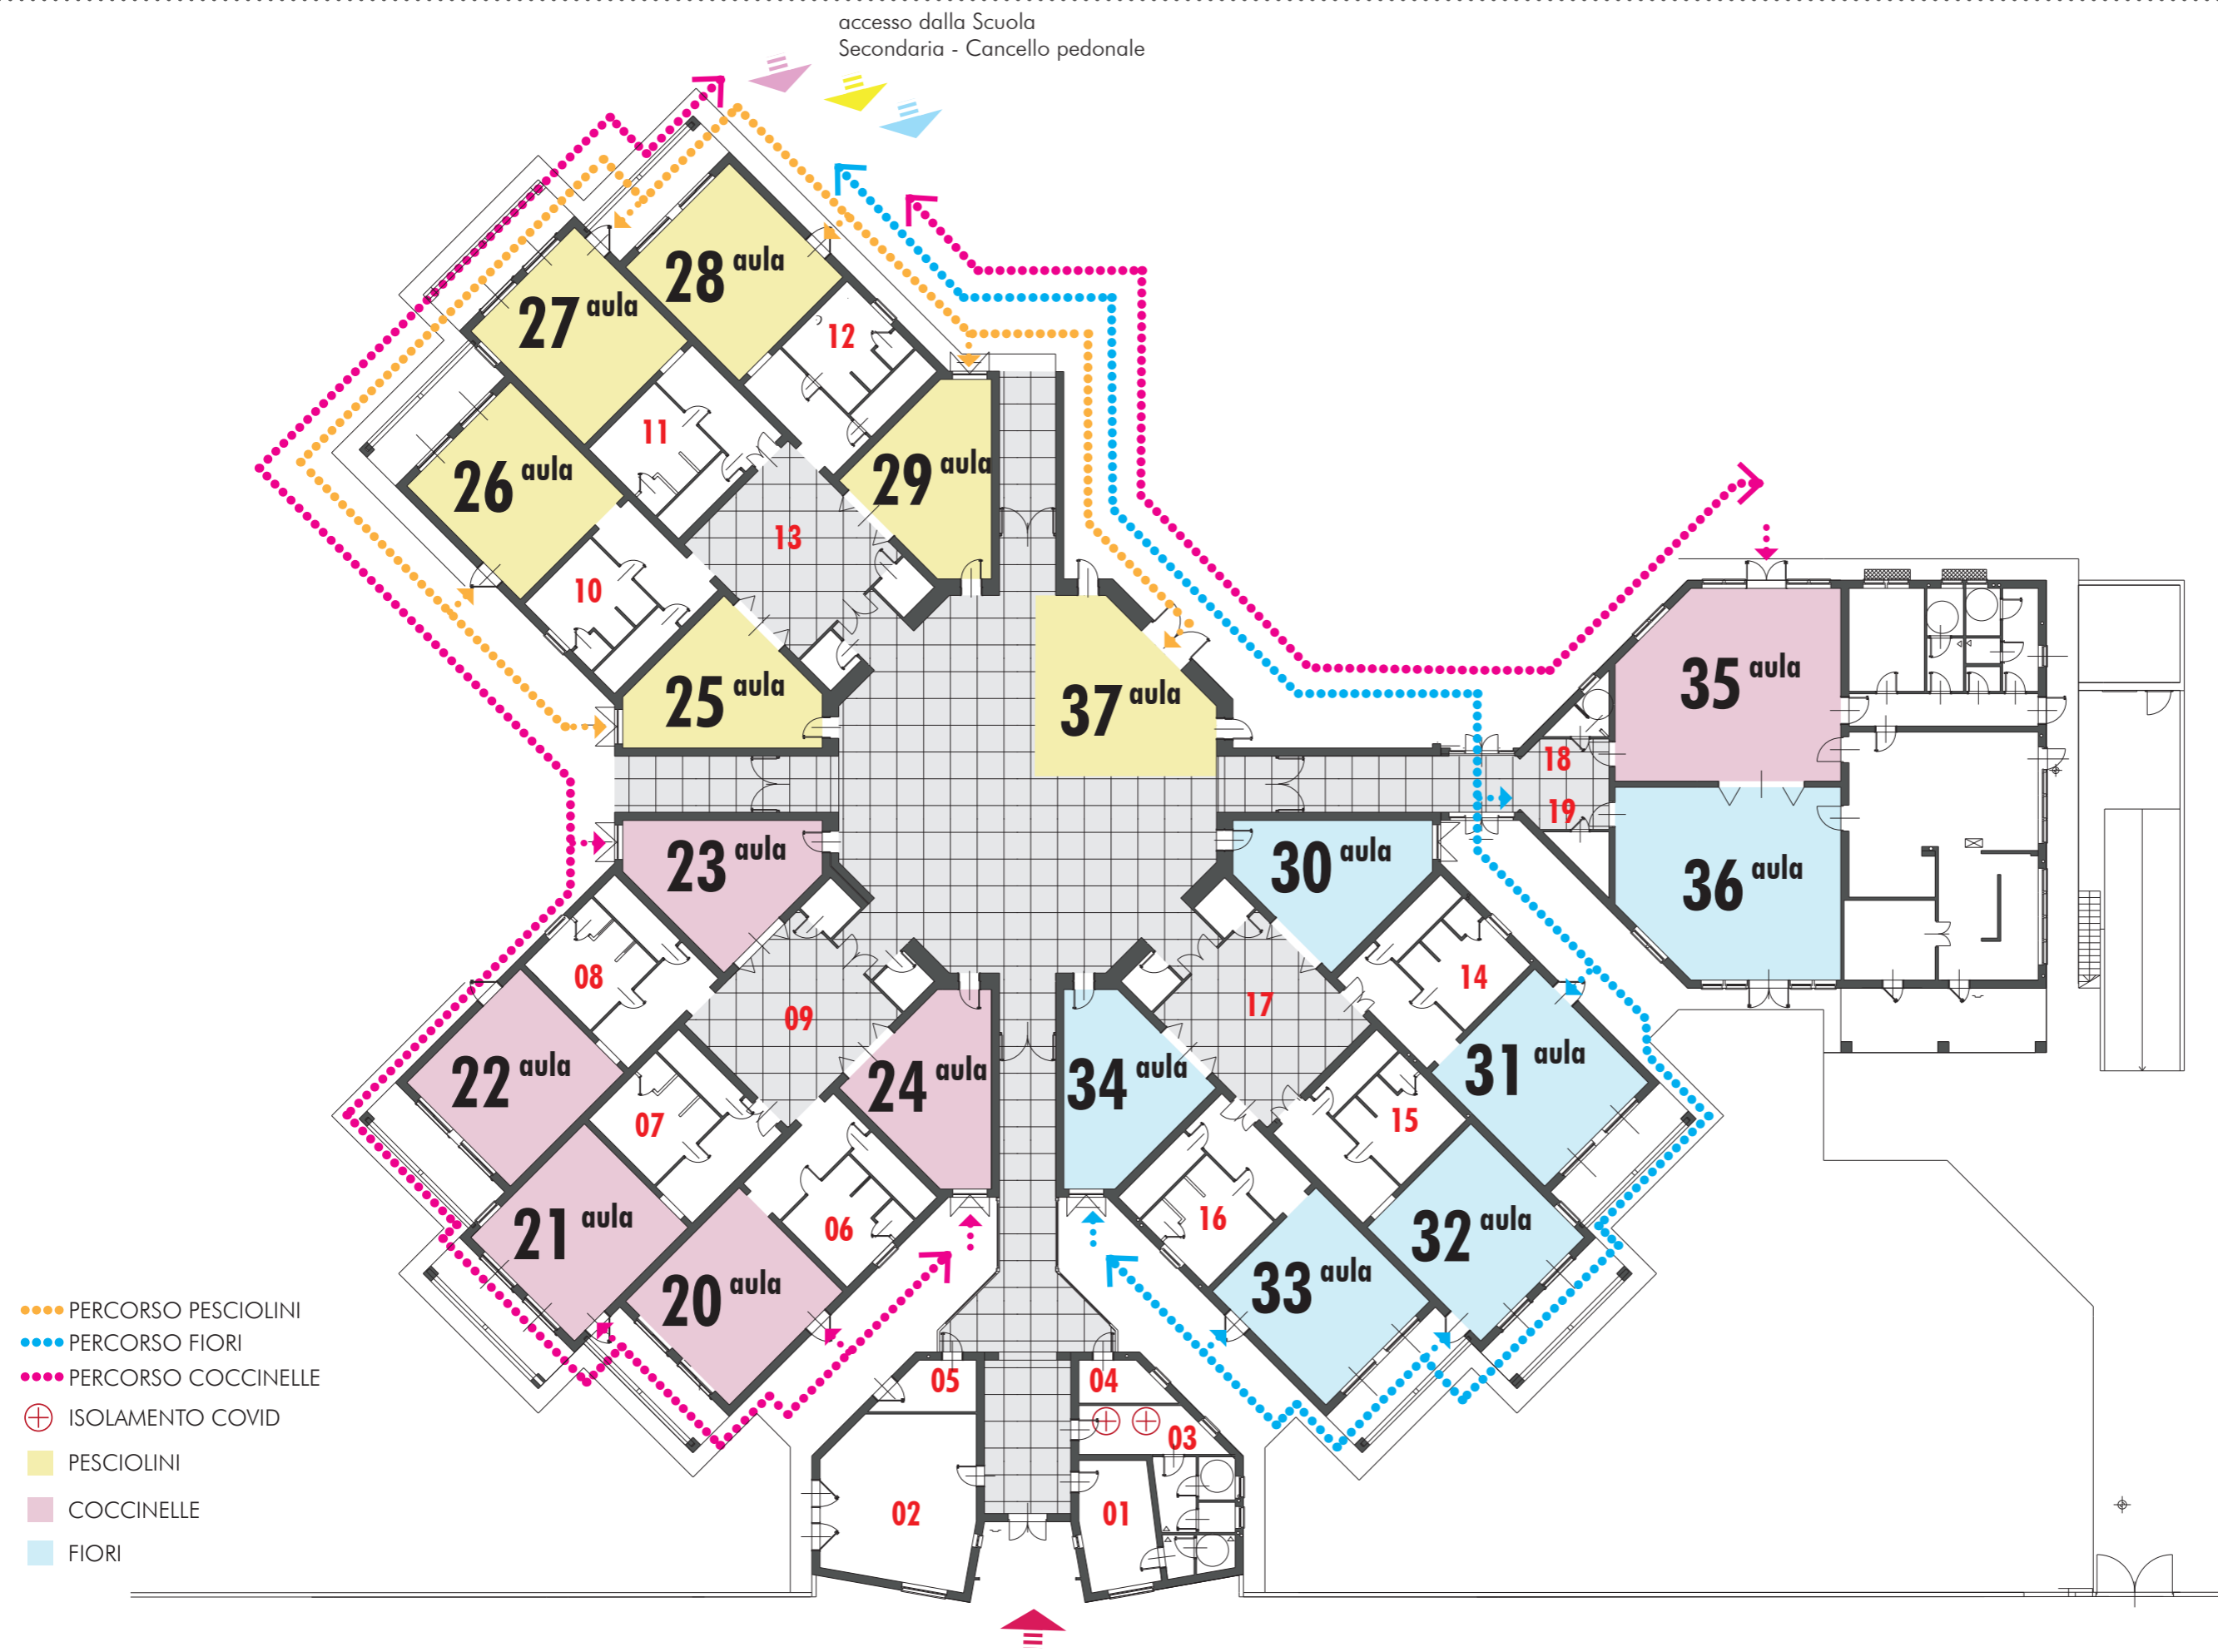 accesso dalla Scuola
Secondaria - Cancello pedonale
28 aula
27 aula
12
11
29 aula
26 aula
13
10
25 aula
37 aula
35 aula
18
19
23 aula
30 aula
36 aula
08
14
09
17
22 aula
24 aula
34 aula
31 aula
07
15
21 aula
06
16
32 aula
20 aula
33 aula
05
04
03
02
01
PERCORSO PESCIOLINI
PERCORSO FIORI
PERCORSO COCCINELLE
ISOLAMENTO COVID
PESCIOLINI
COCCINELLE
FIORI